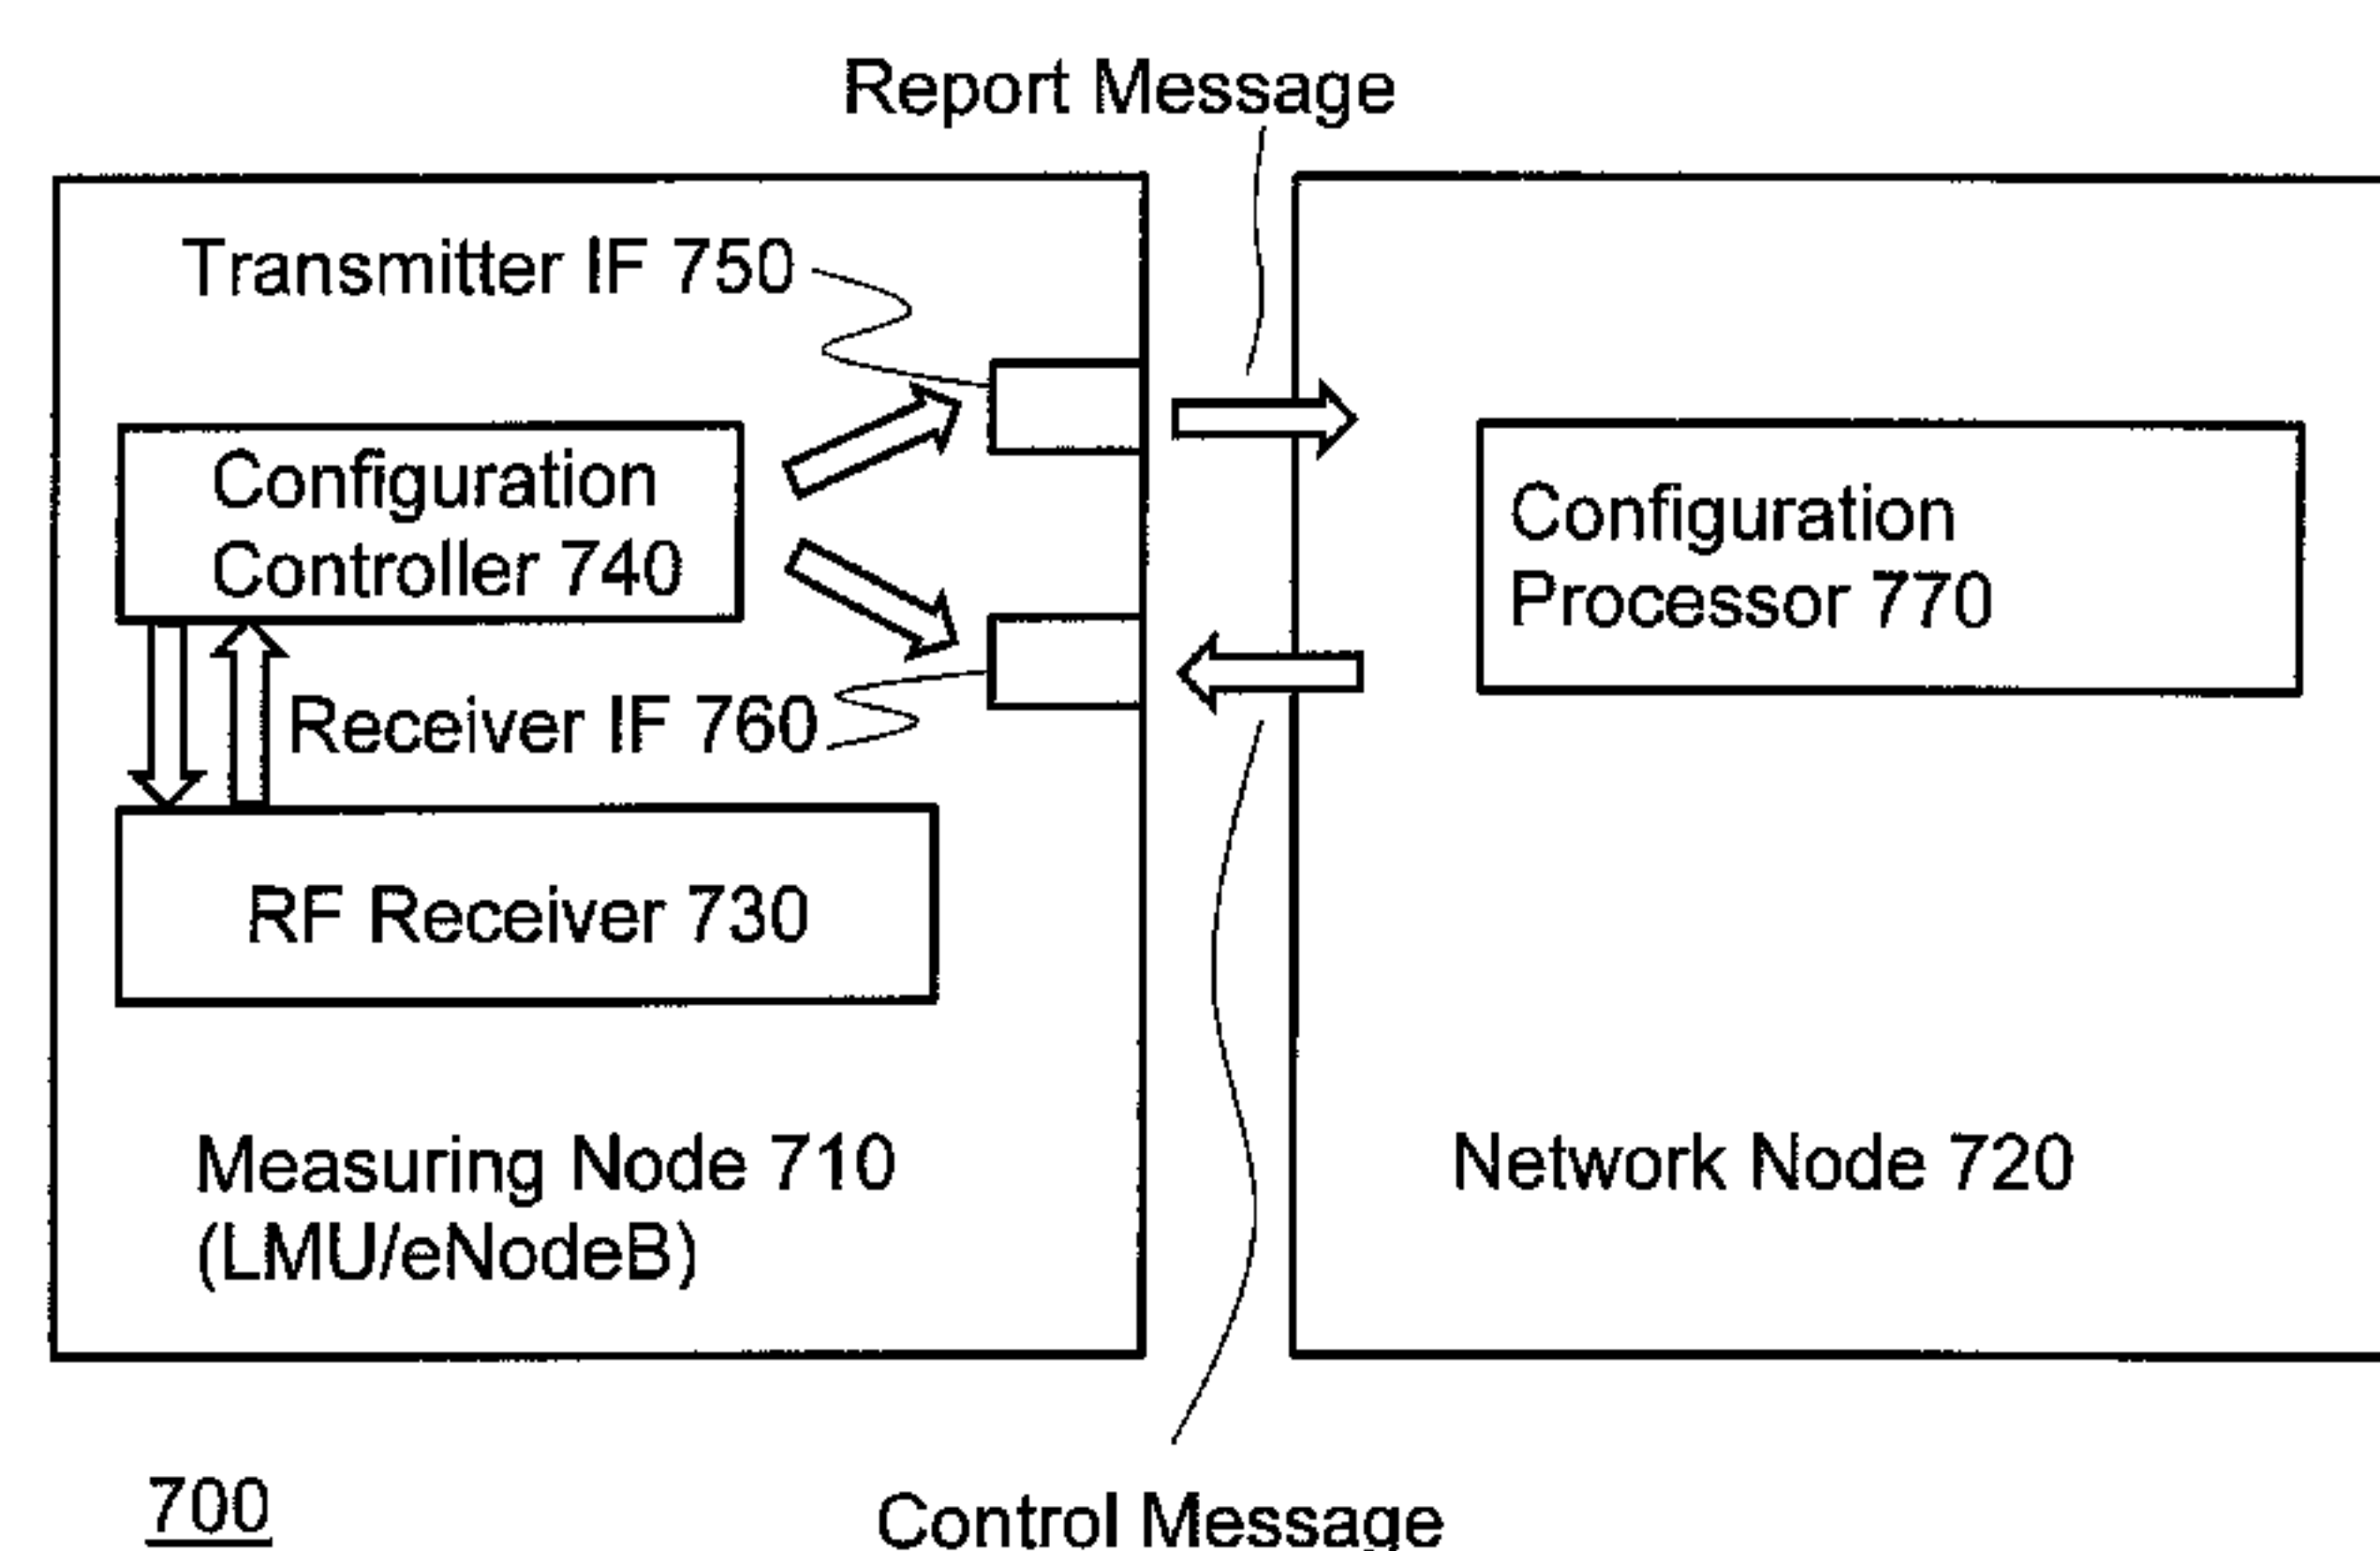 Report Message
Transmitter IF 750
Configuration
Controller 740
Configuration
Processor 770
Receiver IF 760
RF Receiver 730
Measuring Node 710
(LMU/eNodeB)
Network Node 720
700
Control Message